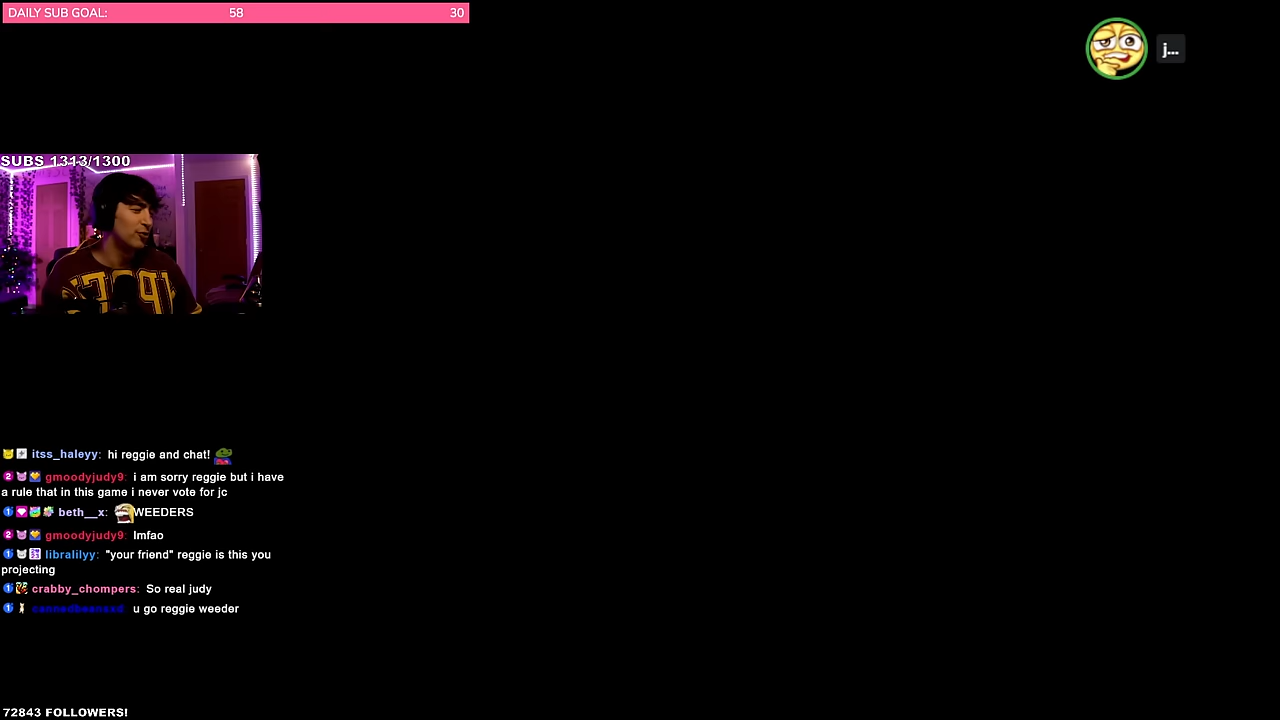 DAILY SUB GOAL: 58 30
j...
SUBS 1313/1300
itss_haleyy: hi reggie and chat!
gmoodyjudy9: i am sorry reggie but i have
a rule that in this game i never vote for jc
beth__x: WEEDERS
gmoodyjudy9: lmfao
libralilyy: "your friend" reggie is this you
projecting
crabby_chompers: So real judy
cannedbeansxd: u go reggie weeder
72843 FOLLOWERS!